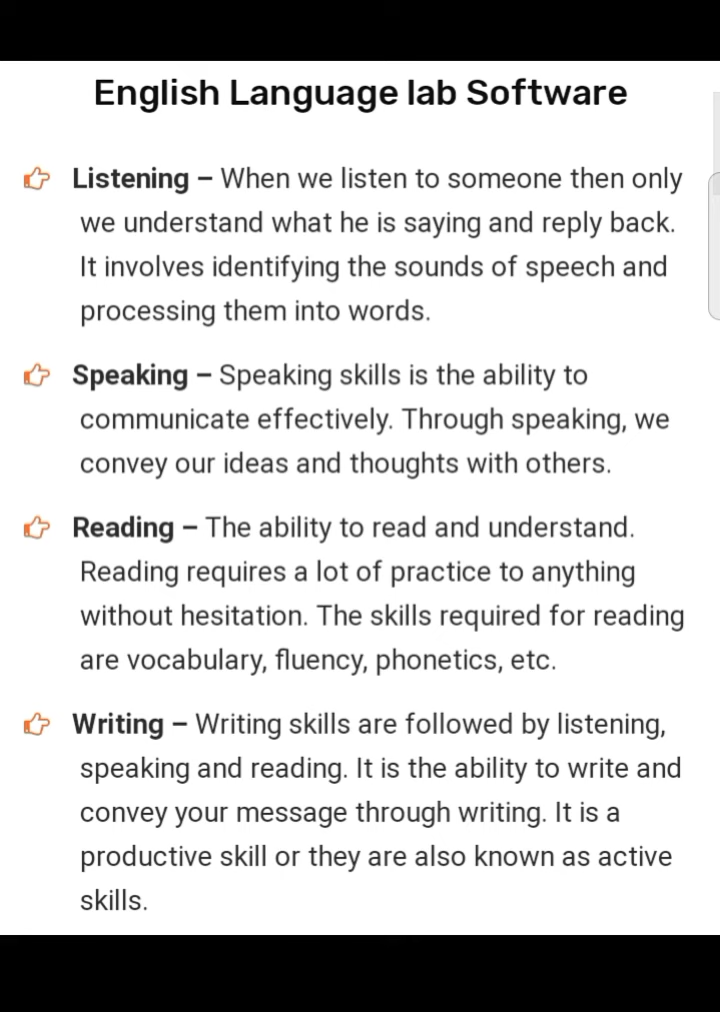 English Language lab Software
Listening – When we listen to someone then only
we understand what he is saying and reply back.
It involves identifying the sounds of speech and
processing them into words.
Speaking – Speaking skills is the ability to
communicate effectively. Through speaking, we
convey our ideas and thoughts with others.
Reading – The ability to read and understand.
Reading requires a lot of practice to anything
without hesitation. The skills required for reading
are vocabulary, fluency, phonetics, etc.
Writing – Writing skills are followed by listening,
speaking and reading. It is the ability to write and
convey your message through writing. It is a
productive skill or they are also known as active
skills.